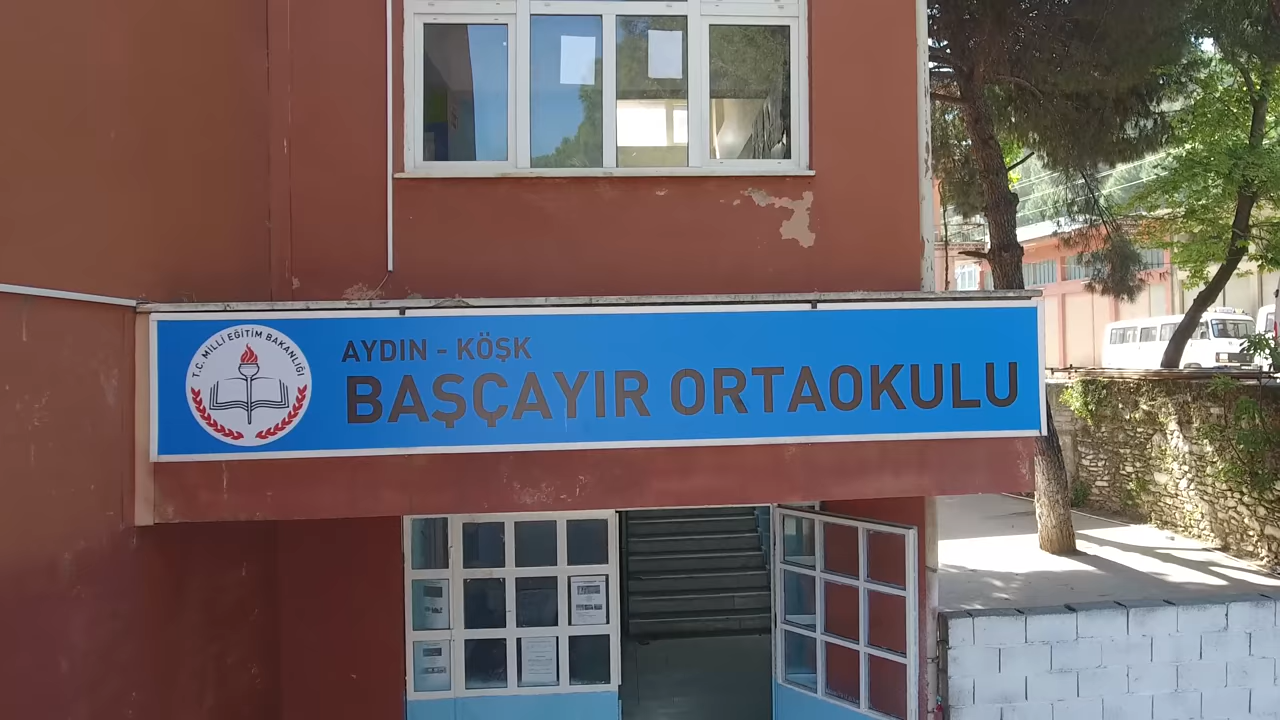 T.C. MİLLİ EĞİTİM BAKANLIĞI
AYDIN - KÖŞK
BAŞÇAYIR ORTAOKULU